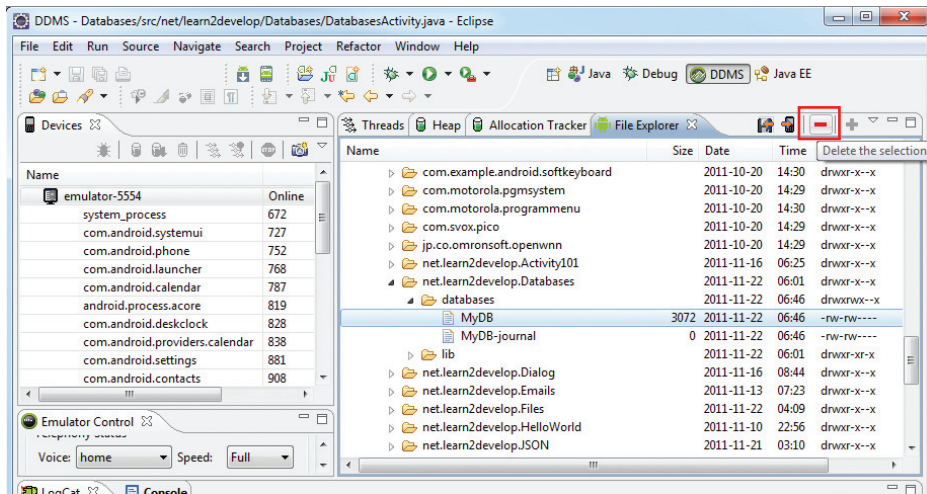 DDMS - Databases/src/net/learn2develop/Databases/DatabasesActivity.java - Eclipse
File Edit Run Source Navigate Search Project Refactor Window Help
Java Debug DDMS Java EE
Devices
Name
emulator-5554 Online
system_process 672
com.android.systemui 727
com.android.phone 752
com.android.launcher 768
com.android.calendar 787
android.process.acore 819
com.android.deskclock 828
com.android.providers.calendar 838
com.android.settings 881
com.android.contacts 908
Emulator Control
Telephony Status
Voice: home Speed: Full
Threads Heap Allocation Tracker File Explorer
Delete the selection
Name Size Date Time
com.example.android.softkeyboard 2011-10-20 14:30 drwxr-x--x
com.motorola.pgmsystem 2011-10-20 14:29 drwxr-x--x
com.motorola.programmenu 2011-10-20 14:30 drwxr-x--x
com.svox.pico 2011-10-20 14:29 drwxr-x--x
jp.co.omronsoft.openwnn 2011-10-20 14:29 drwxr-x--x
net.learn2develop.Activity101 2011-11-16 06:25 drwxr-x--x
net.learn2develop.Databases 2011-11-22 06:01 drwxr-x--x
databases 2011-11-22 06:46 drwxrwx--x
MyDB 3072 2011-11-22 06:46 -rw-rw----
MyDB-journal 0 2011-11-22 06:46 -rw-rw----
lib 2011-11-22 06:01 drwxr-xr-x
net.learn2develop.Dialog 2011-11-16 08:44 drwxr-x--x
net.learn2develop.Emails 2011-11-13 07:23 drwxr-x--x
net.learn2develop.Files 2011-11-22 04:09 drwxr-x--x
net.learn2develop.HelloWorld 2011-11-10 22:56 drwxr-x--x
net.learn2develop.JSON 2011-11-21 03:10 drwxr-x--x
LogCat Console